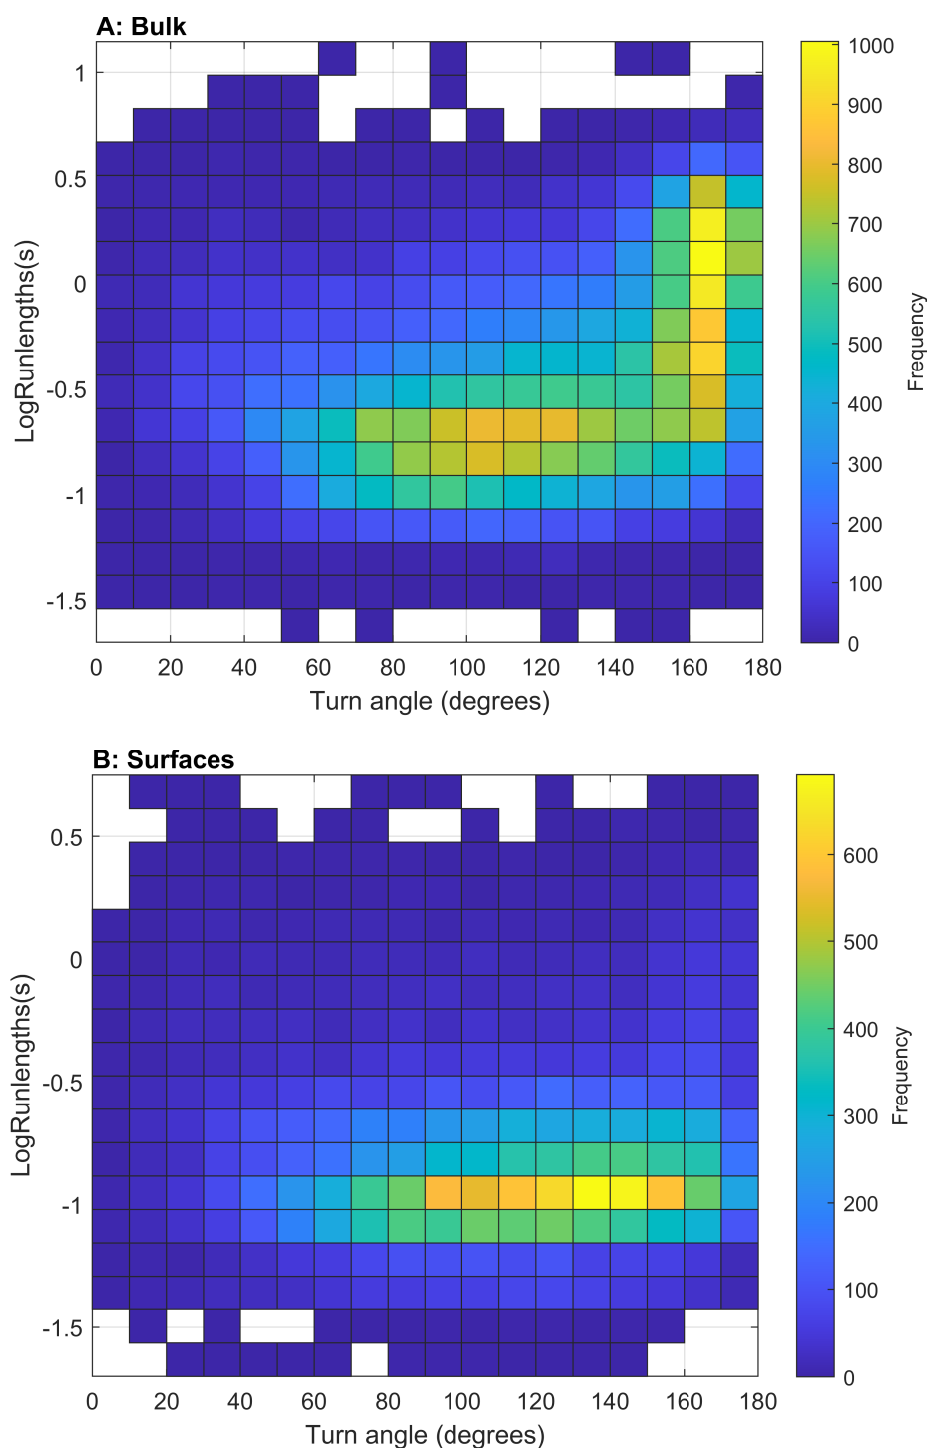 A: Bulk
1
0.5
0
-0.5
-1
-1.5
LogRunlengths(s)
0 20 40 60 80 100 120 140 160 180
Turn angle (degrees)
1000
900
800
700
600
500
400
300
200
100
0
Frequency
B: Surfaces
0.5
0
-0.5
-1
-1.5
LogRunlengths(s)
0 20 40 60 80 100 120 140 160 180
Turn angle (degrees)
600
500
400
300
200
100
0
Frequency